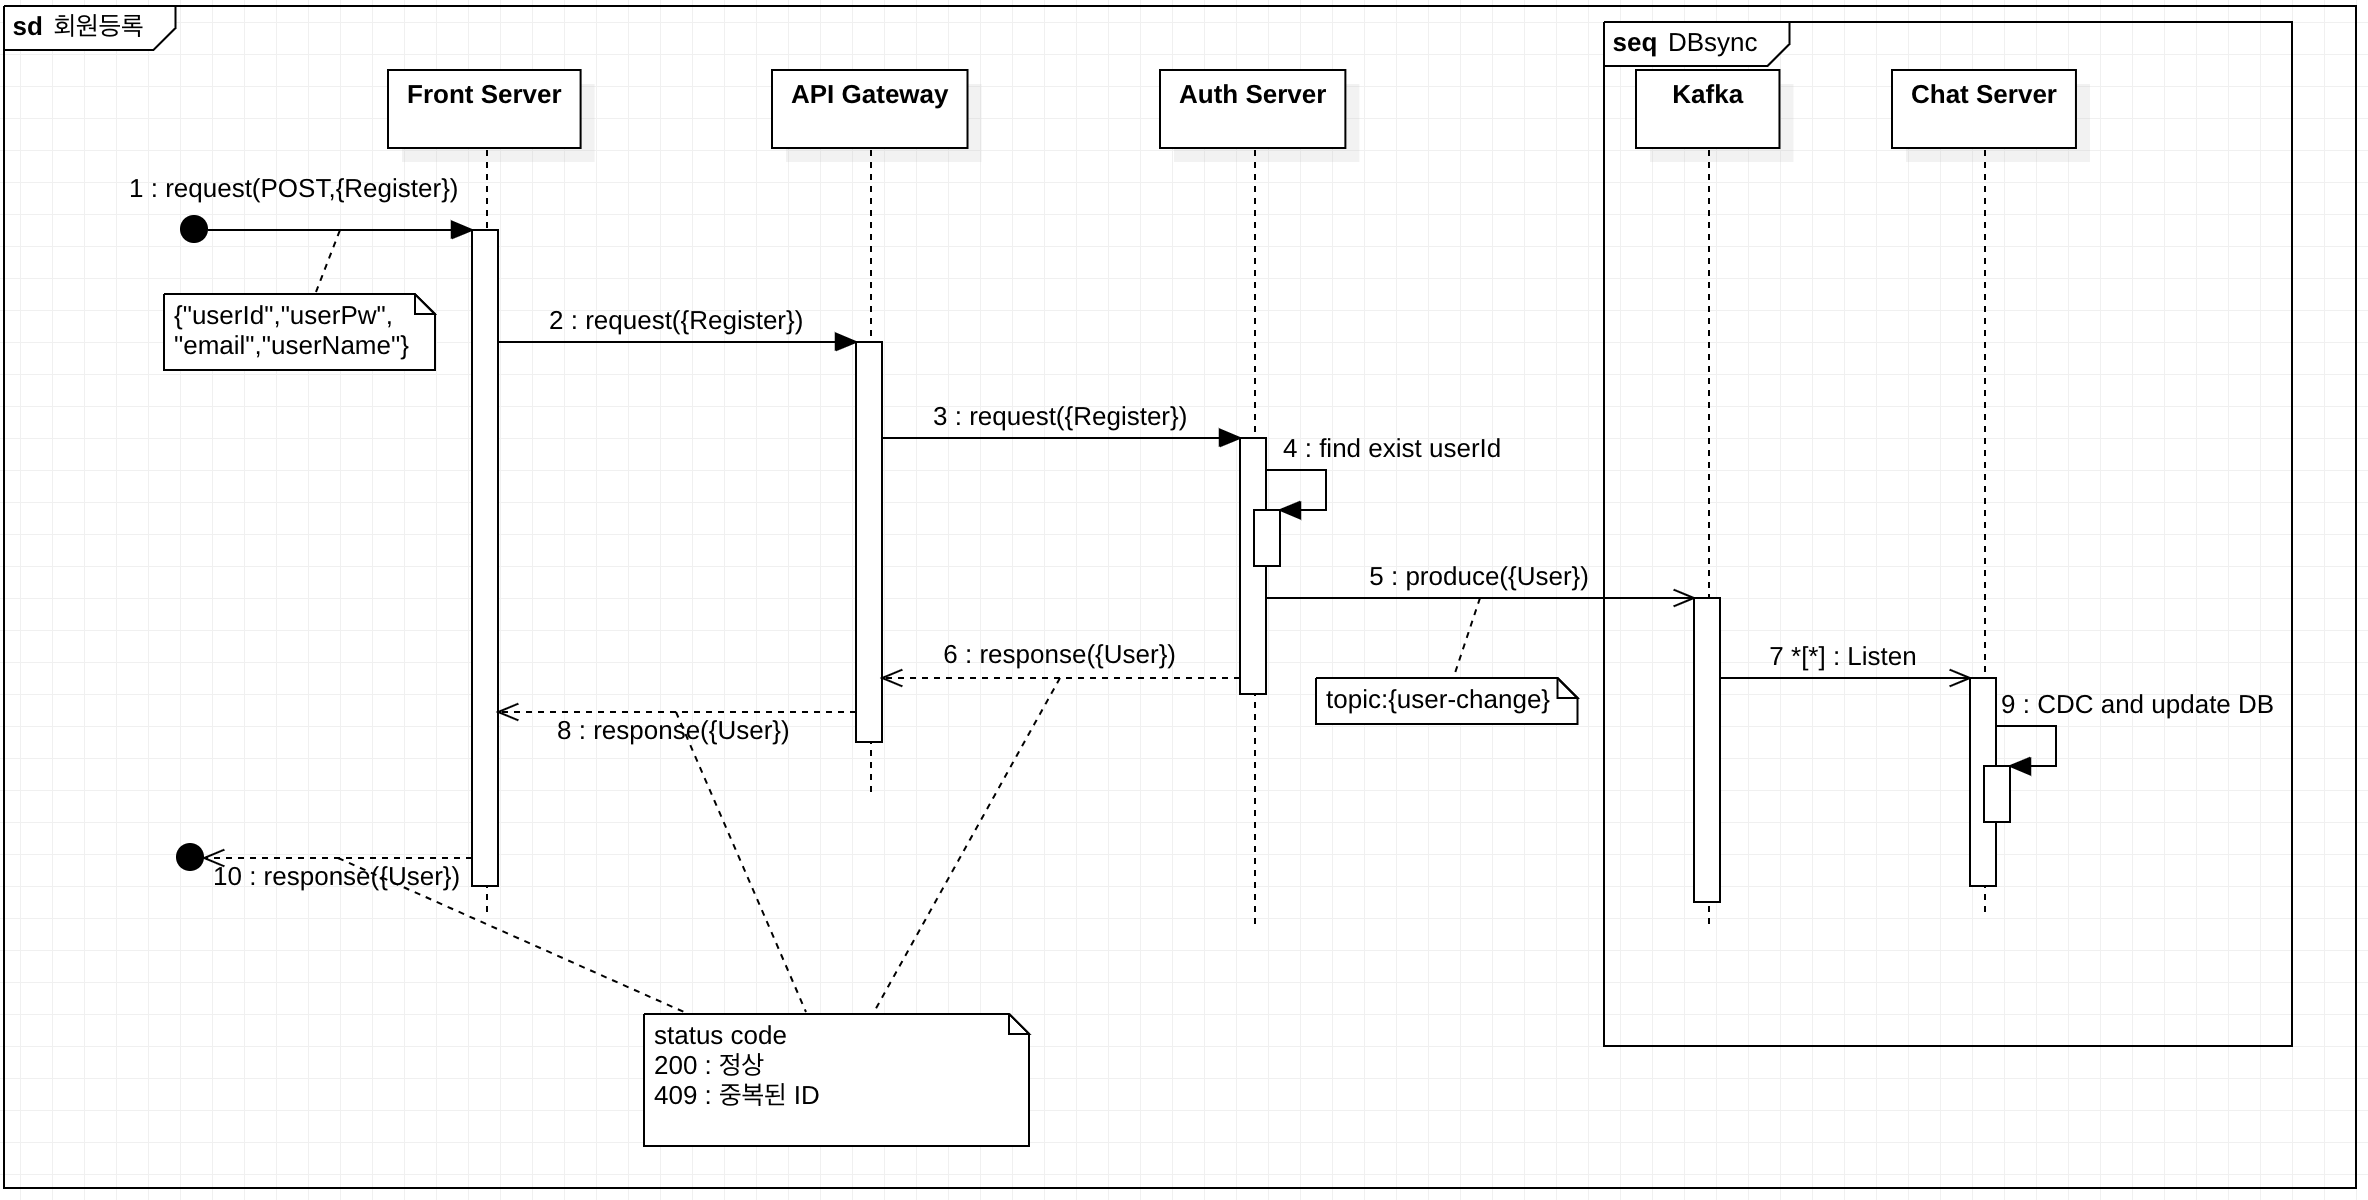 sd 회원등록
seq DBsync
Front Server
API Gateway
Auth Server
Kafka
Chat Server
1 : request(POST,{Register})
{"userId","userPw",
"email","userName"}
2 : request({Register})
3 : request({Register})
4 : find exist userId
5 : produce({User})
6 : response({User})
topic:{user-change}
7 *[*] : Listen
8 : response({User})
9 : CDC and update DB
10 : response({User})
status code
200 : 정상
409 : 중복된 ID